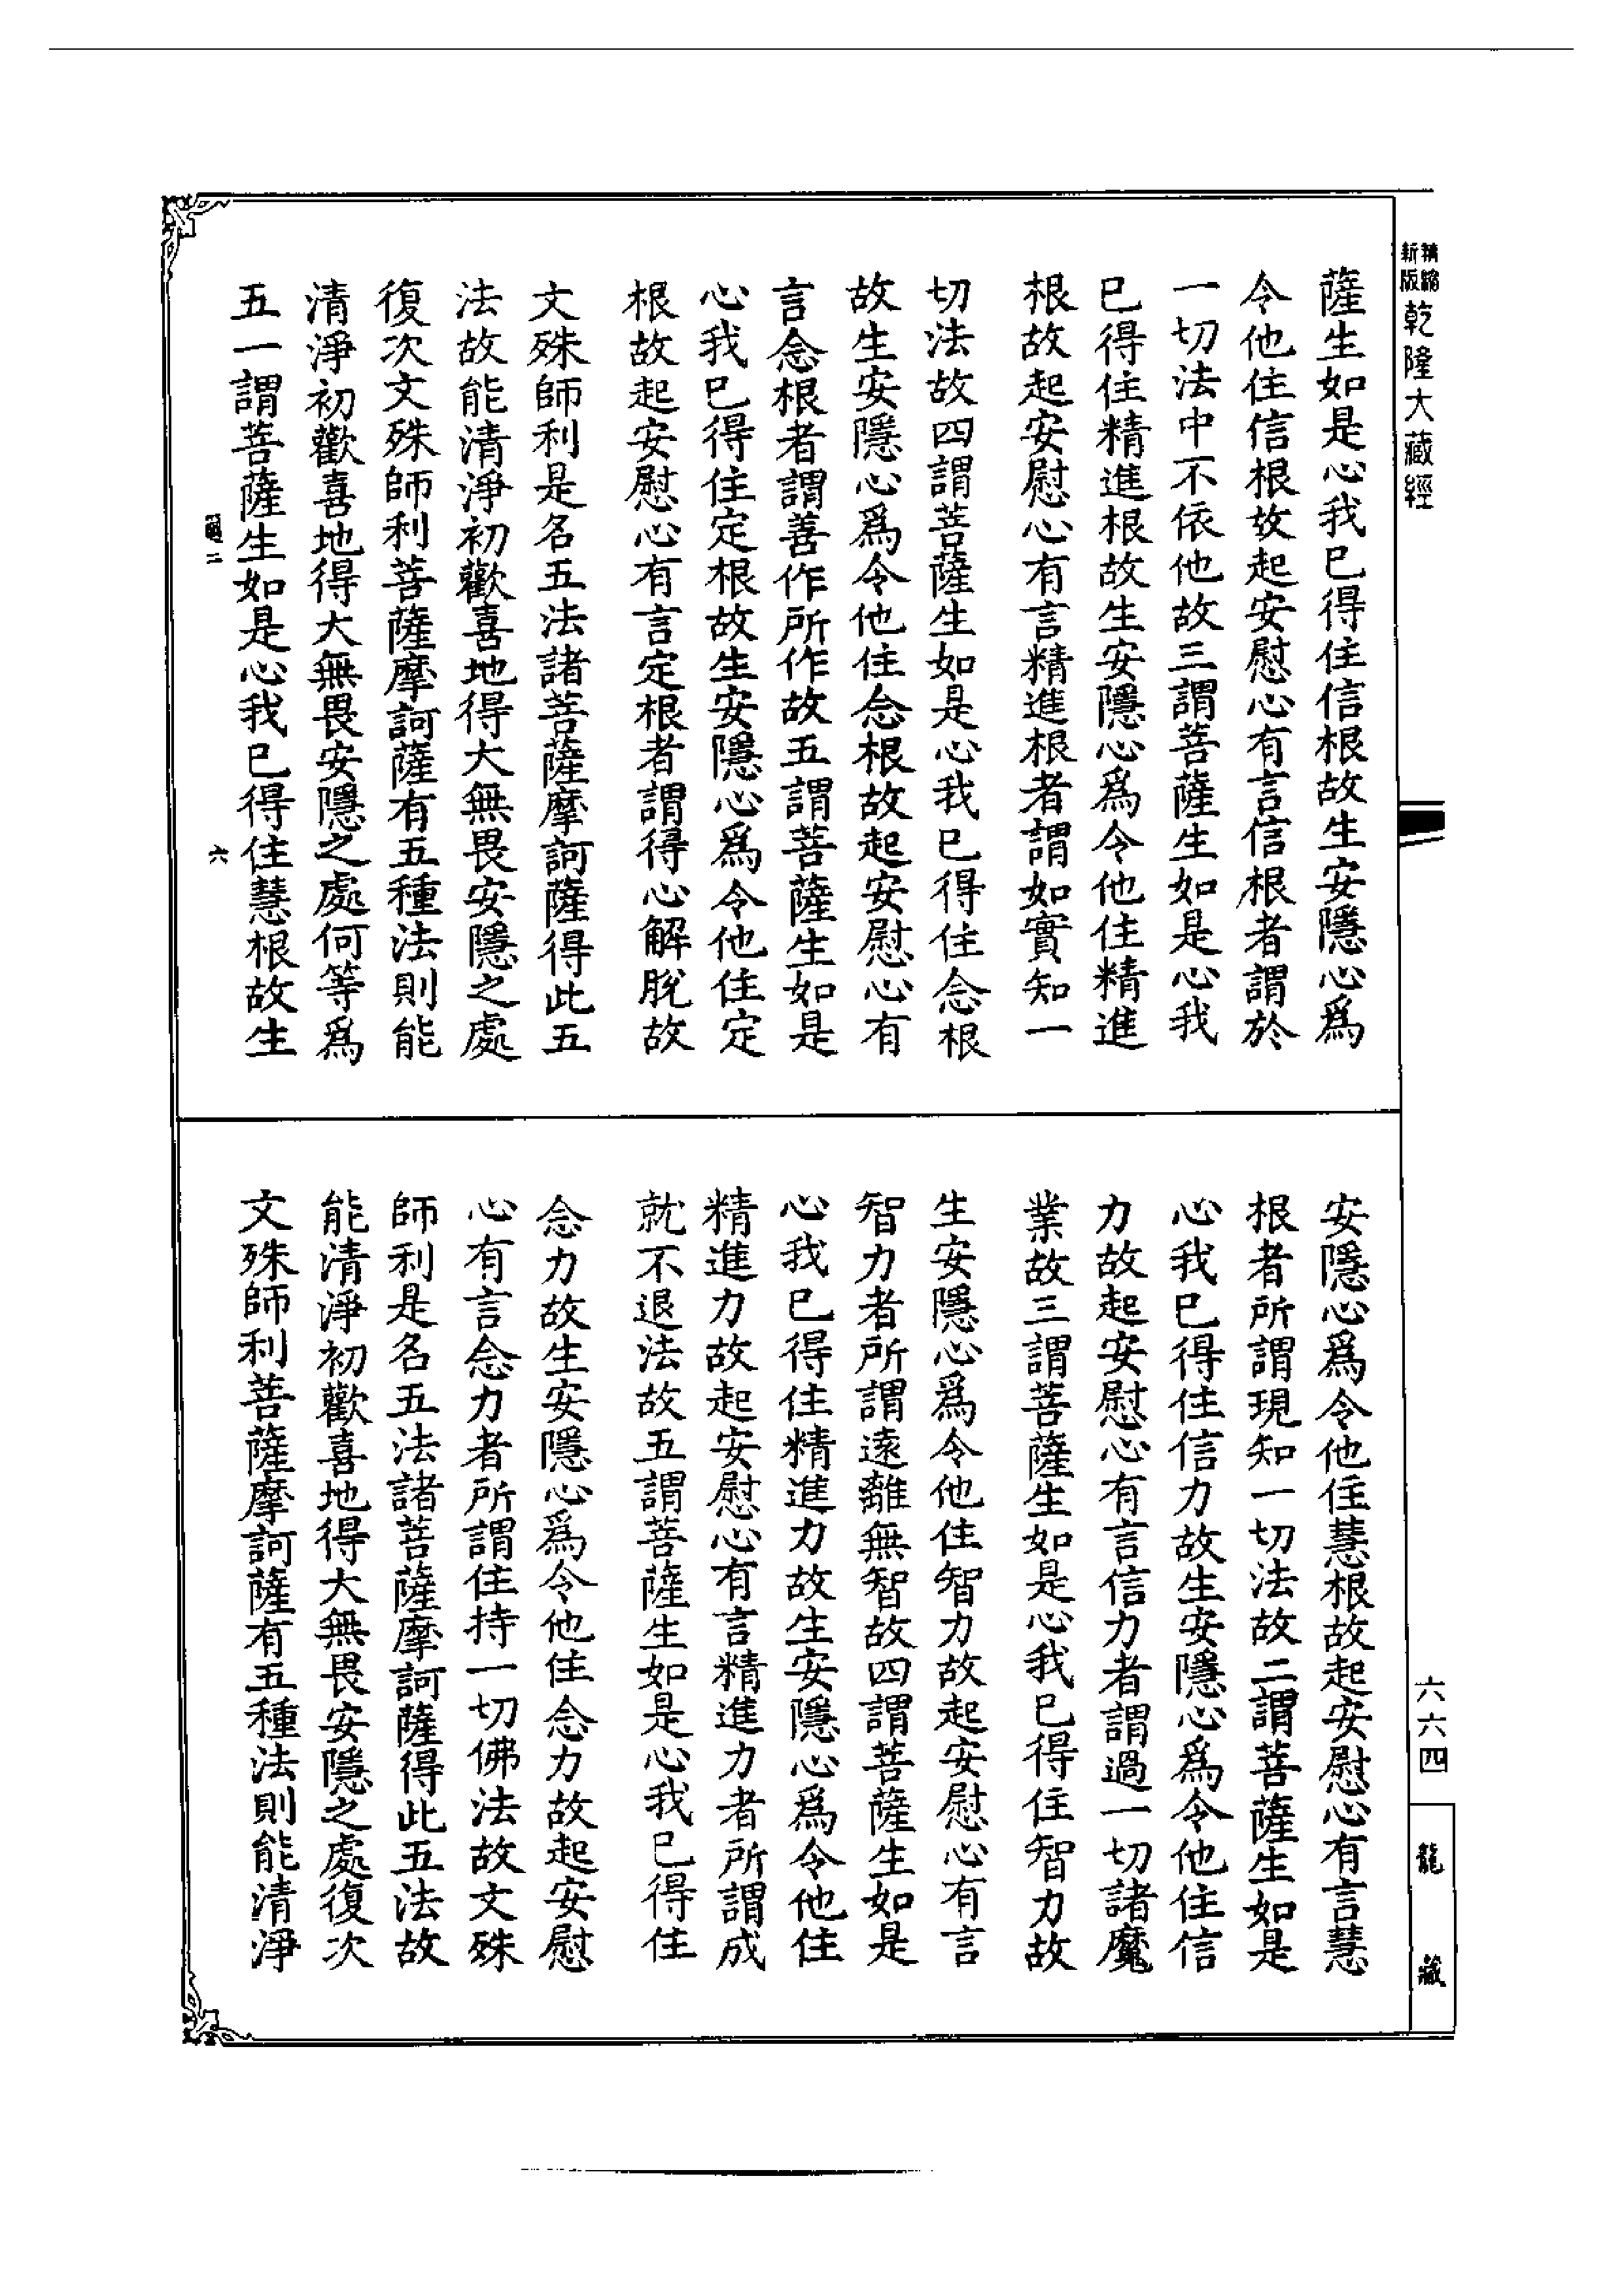 精縮新版乾隆大藏經
薩生如是心我已得住信根故生安隱心爲
令他住信根故起安慰心有言信根者謂於
一切法中不依他故三謂菩薩生如是心我
已得住精進根故生安隱心爲令他住精進
根故起安慰心有言精進根者謂如實知一
切法故四謂菩薩生如是心我已得住念根
故生安隱心爲令他住念根故起安慰心有
言念根者謂善作所作故五謂菩薩生如是
心我已得住定根故生安隱心爲令他住定
根故起安慰心有言定根者謂得心解脫故
文殊師利是名五法諸菩薩摩訶薩得此五
法故能清淨初歡喜地得大無畏安隱之處
復次文殊師利菩薩摩訶薩有五種法則能
清淨初歡喜地得大無畏安隱之處何等爲
五一謂菩薩生如是心我已得住慧根故生
二 六
安隱心爲令他住慧根故起安慰心有言慧
根者所謂現知一切法故二謂菩薩生如是
心我已得住信力故生安隱心爲令他住信
力故起安慰心有言信力者謂過一切諸魔
業故三謂菩薩生如是心我已得住智力故
生安隱心爲令他住智力故起安慰心有言
智力者所謂遠離無智故四謂菩薩生如是
心我已得住精進力故生安隱心爲令他住
精進力故起安慰心有言精進力者所謂成
就不退法故五謂菩薩生如是心我已得住
念力故生安隱心爲令他住念力故起安慰
心有言念力者所謂住持一切佛法故文殊
師利是名五法諸菩薩摩訶薩得此五法故
能清淨初歡喜地得大無畏安隱之處復次
文殊師利菩薩摩訶薩有五種法則能清淨
六六四
龍藏